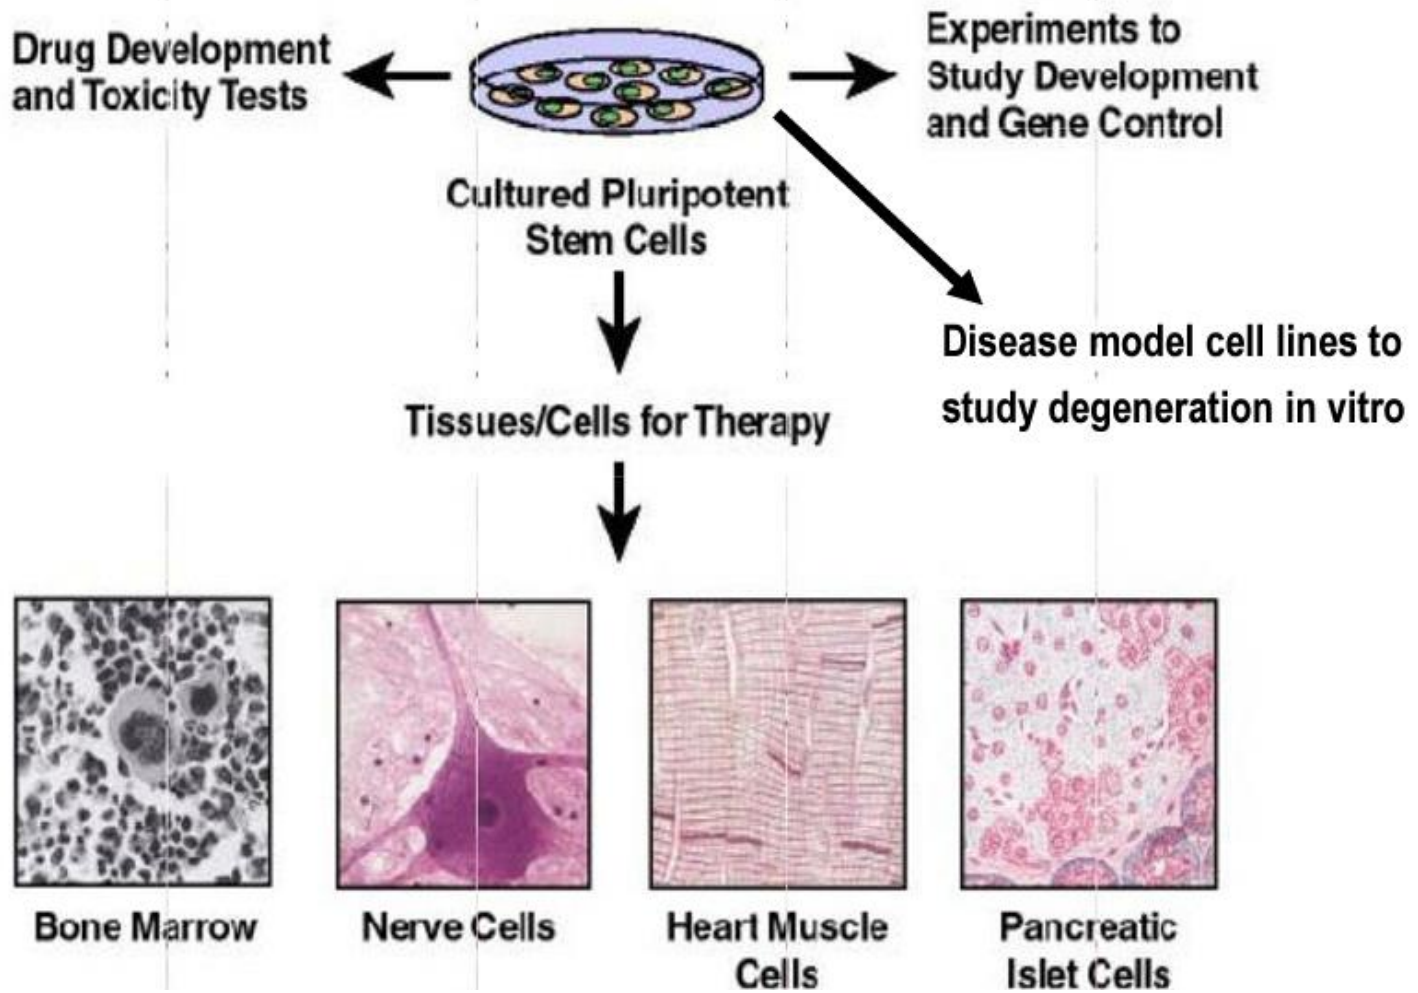 Drug Development
and Toxicity Tests
Experiments to
Study Development
and Gene Control
Cultured Pluripotent
Stem Cells
Disease model cell lines to
study degeneration in vitro
Tissues/Cells for Therapy
Bone Marrow
Nerve Cells
Heart Muscle
Cells
Pancreatic
Islet Cells